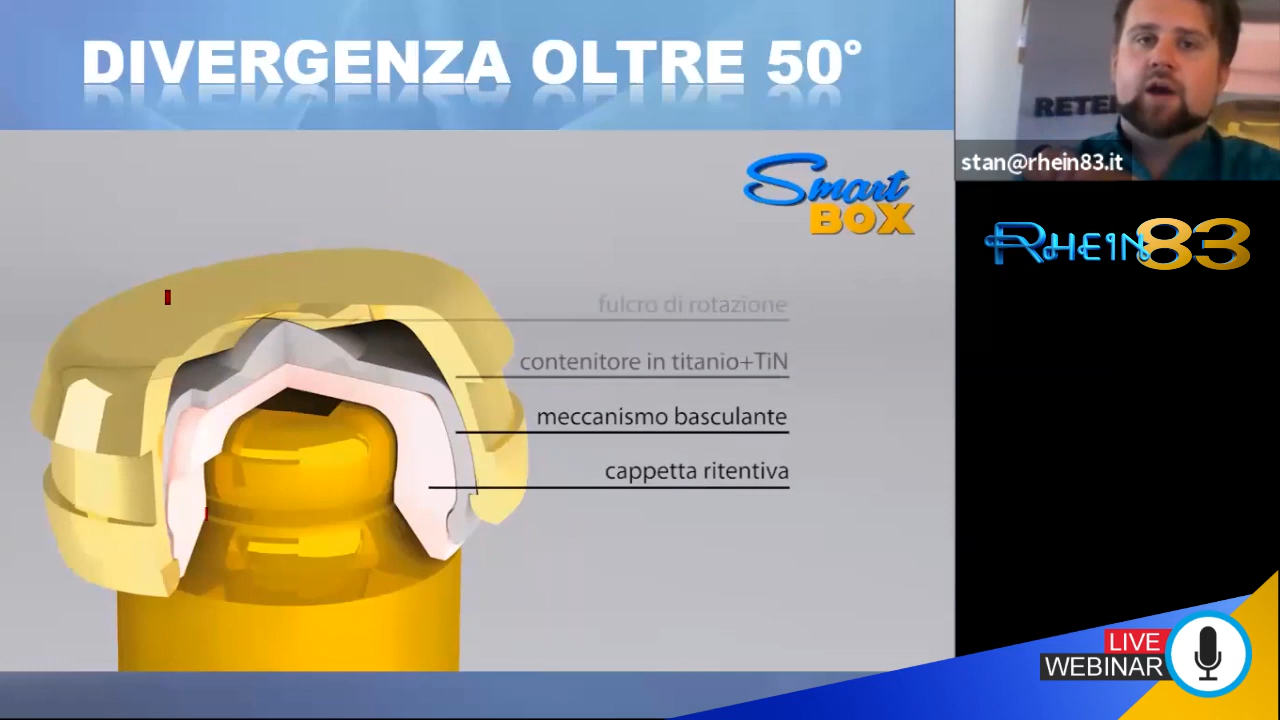 DIVERGENZA OLTRE 50°
Smart
BOX
fulcro di rotazione
contenitore in titanio+TiN
meccanismo basculante
cappetta ritentiva
RETE
stan@rhein83.it
RHEIN83
LIVE
WEBINAR